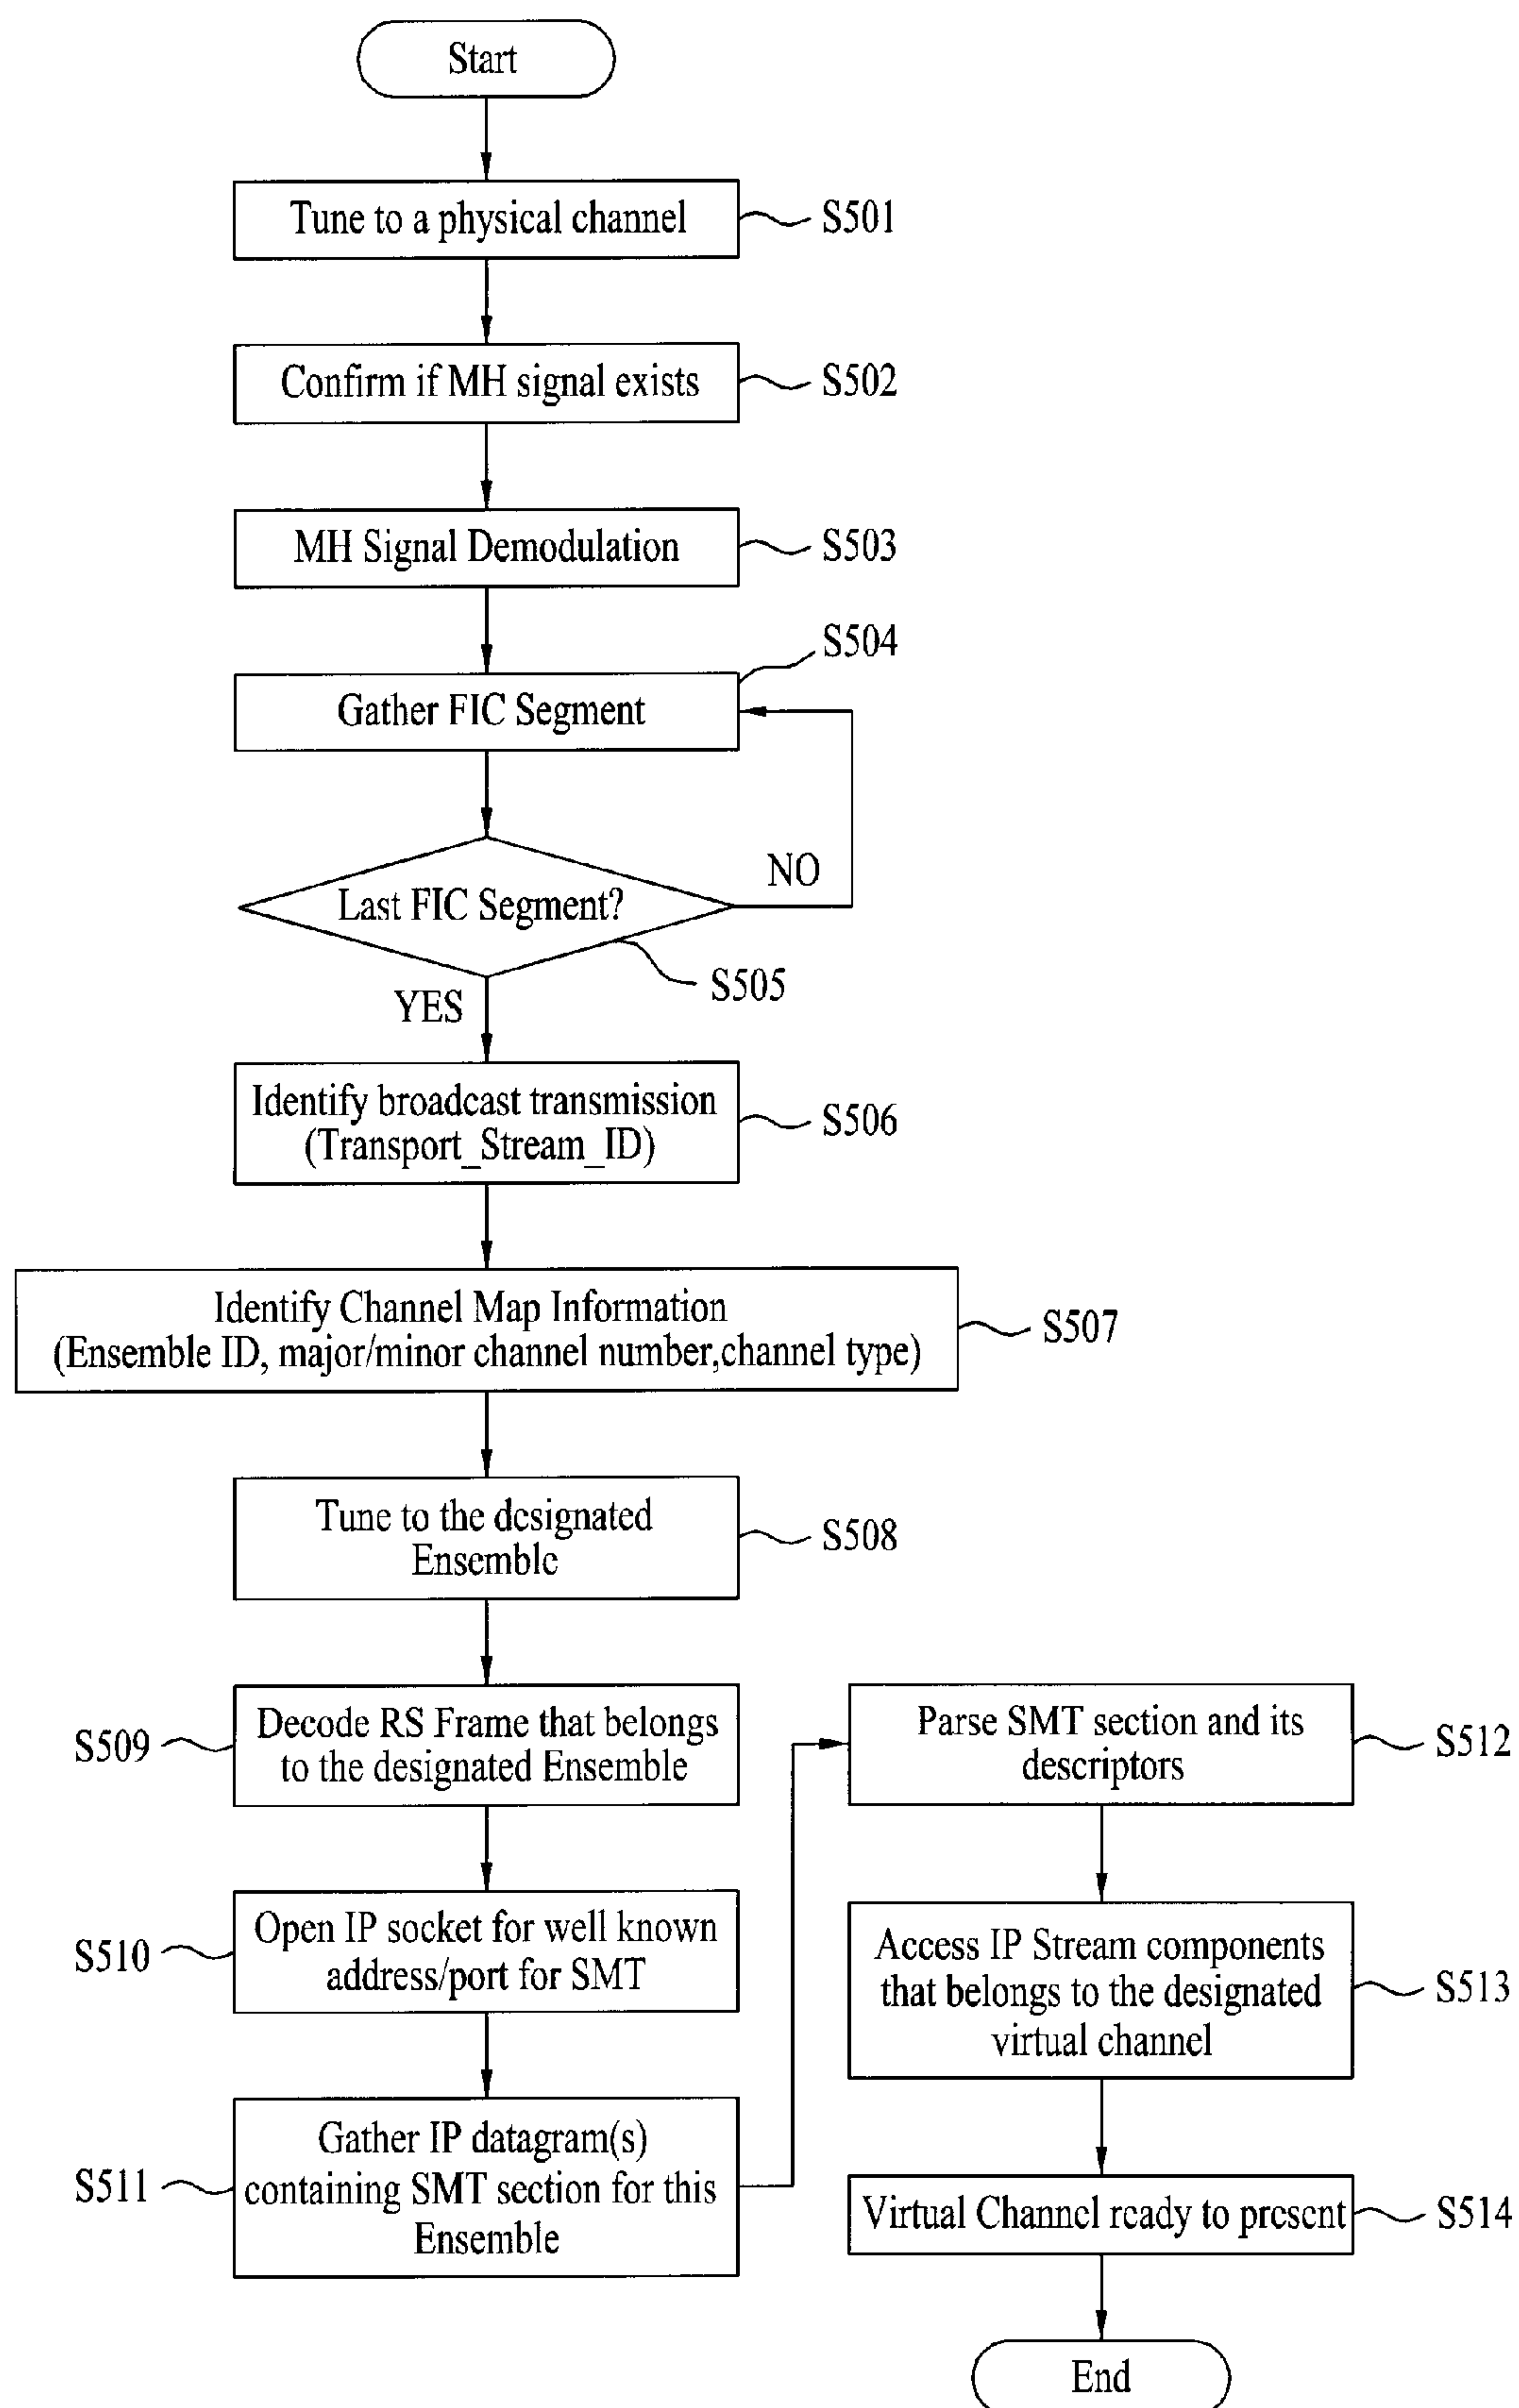 Start
Tune to a physical channel
S501
Confirm if MH signal exists
S502
MH Signal Demodulation
S503
S504
Gather FIC Segment
NO
Last FIC Segment?
S505
YES
Identify broadcast transmission
(Transport_Stream_ID)
S506
Identify Channel Map Information
(Ensemble ID, major/minor channel number,channel type)
S507
Tune to the designated
Ensemble
S508
S509
Decode RS Frame that belongs
to the designated Ensemble
S510
Open IP socket for well known
address/port for SMT
S511
Gather IP datagram(s)
containing SMT section for this
Ensemble
Parse SMT section and its
descriptors
S512
Access IP Stream components
that belongs to the designated
virtual channel
S513
Virtual Channel ready to present
S514
End